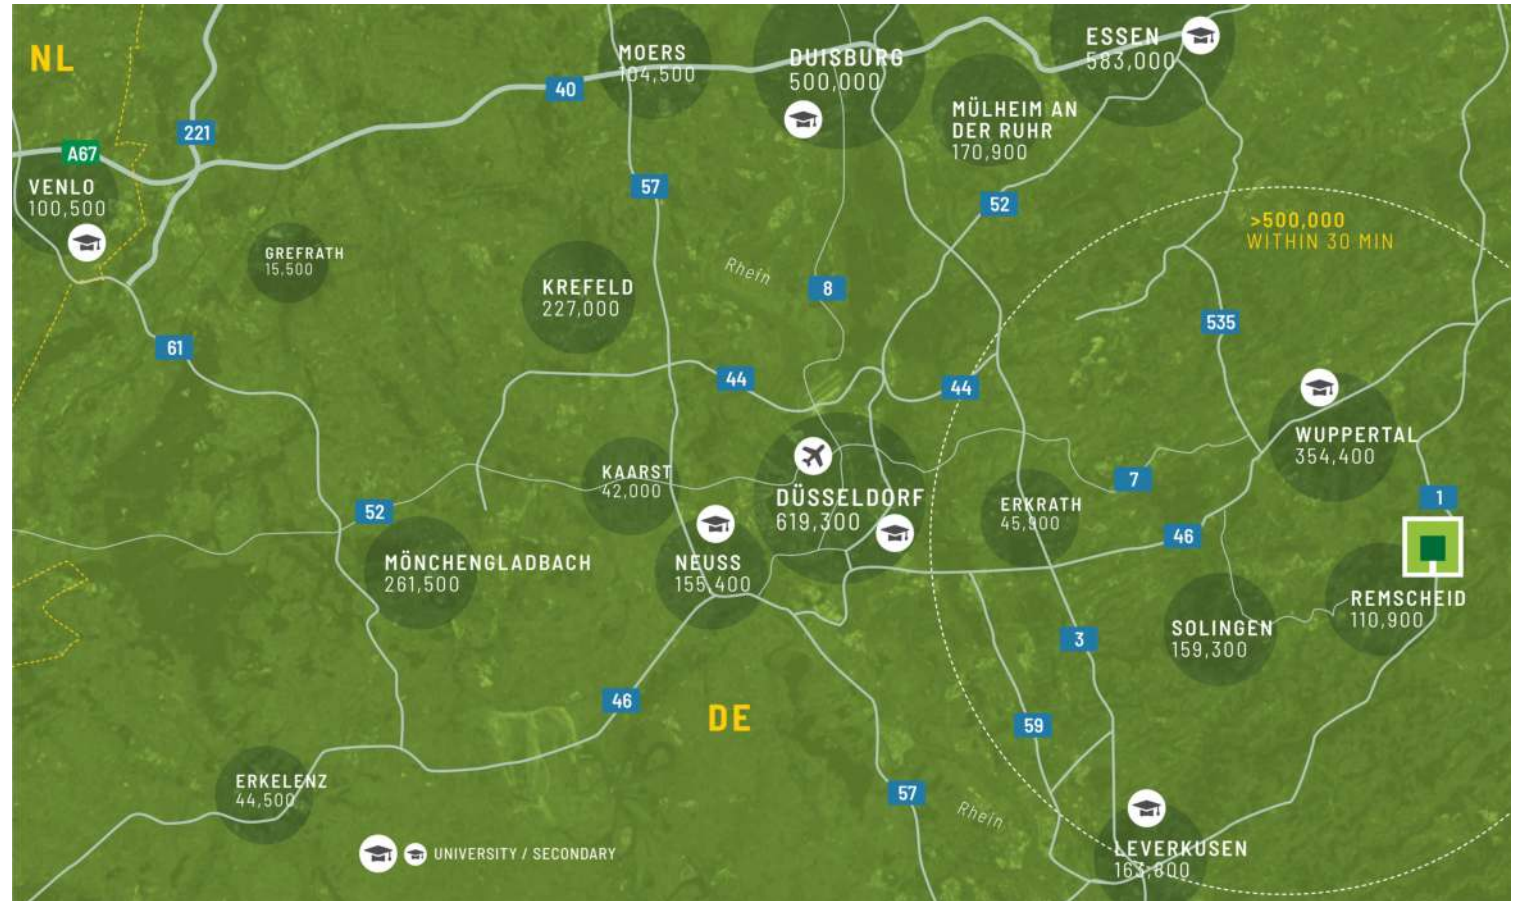 NL
MOERS
104,500
DUISBURG
500,000
ESSEN
583,000
40
MÜLHEIM AN
DER RUHR
170,900
221
A67
VENLO
100,500
57
52
>500,000
WITHIN 30 MIN
GREFRATH
15.500
KREFELD
227,000
Rhein
8
535
61
44
44
WUPPERTAL
354,400
KAARST
42,000
DÜSSELDORF
619,300
7
ERKRATH
45,900
1
52
46
MÖNCHENGLADBACH
261,500
NEUSS
155,400
REMSCHEID
110,900
SOLINGEN
159,300
3
46
DE
59
ERKELENZ
44,500
57
Rhein
LEVERKUSEN
163,800
UNIVERSITY / SECONDARY